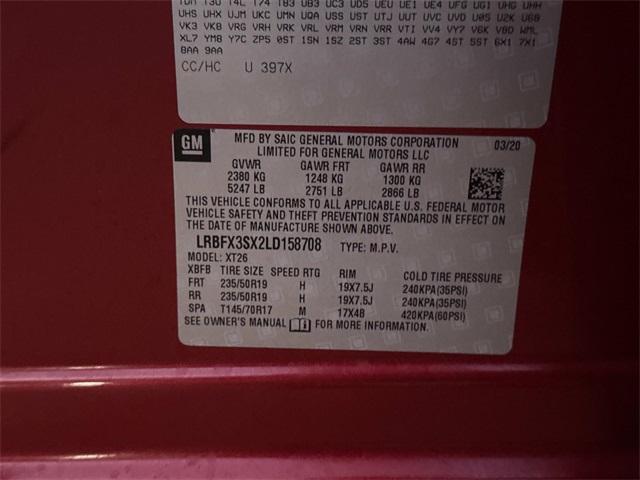 UHS UHX UJM UKC UMN UQA USS UST UTJ UUT UVC UVD U05 U2K U68
VK3 VK8 VRG VRH VRK VRL VRM VRN VRR VTI VV4 VY7 V6K V8D WML
XL7 YM8 Y7C ZP5 0ST 1SN 1SZ 2ST 3ST 4AW 4G7 45T 5ST 6X1 7X1
8AA 9AA
CC/HC U 397X
GM
MFD BY SAIC GENERAL MOTORS CORPORATION 03/20
LIMITED FOR GENERAL MOTORS LLC
GVWR GAWR FRT GAWR RR
2380 KG 1248 KG 1300 KG
5247 LB 2751 LB 2866 LB
THIS VEHICLE CONFORMS TO ALL APPLICABLE U.S. FEDERAL MOTOR
VEHICLE SAFETY AND THEFT PREVENTION STANDARDS IN EFFECT ON
THE DATE OF MANUFACTURE SHOWN ABOVE.
LRBFX3SX2LD158708 TYPE: M.P.V.
MODEL: XT26
XBFB TIRE SIZE SPEED RTG RIM COLD TIRE PRESSURE
FRT 235/50R19 H 19X7.5J 240KPA(35PSI)
RR 235/50R19 H 19X7.5J 240KPA(35PSI)
SPA T145/70R17 M 17X4B 420KPA(60PSI)
SEE OWNER'S MANUAL FOR MORE INFORMATION.